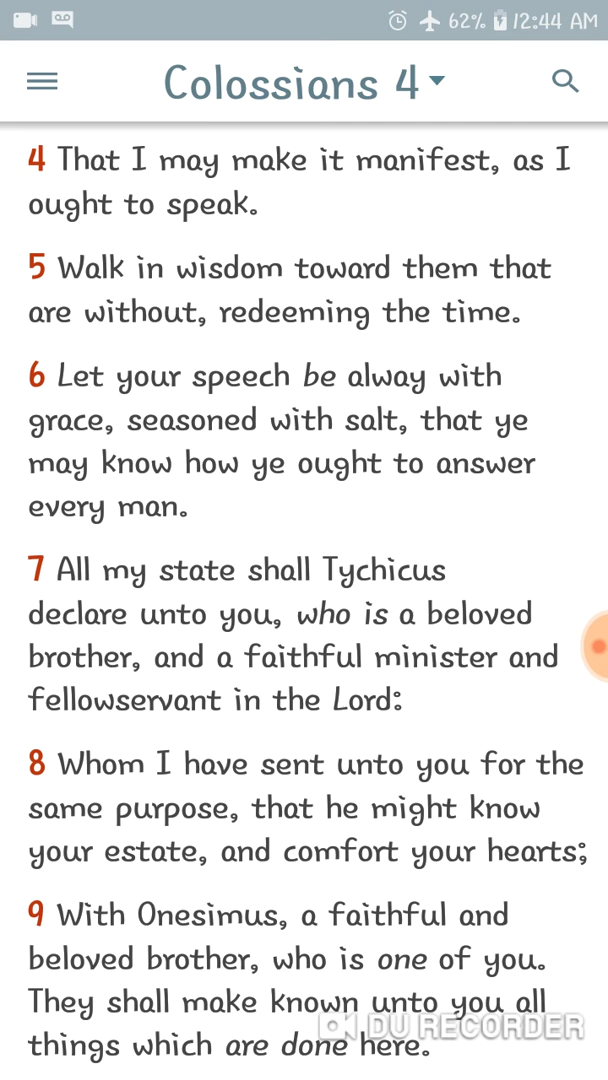 62% 12:44 AM
Colossians 4
4 That I may make it manifest, as I
ought to speak.
5 Walk in wisdom toward them that
are without, redeeming the time.
6 Let your speech be alway with
grace, seasoned with salt, that ye
may know how ye ought to answer
every man.
7 All my state shall Tychicus
declare unto you, who is a beloved
brother, and a faithful minister and
fellowservant in the Lord:
8 Whom I have sent unto you for the
same purpose, that he might know
your estate, and comfort your hearts;
9 With Onesimus, a faithful and
beloved brother, who is one of you.
They shall make known unto you all
DU RECORDER
things which are done here.